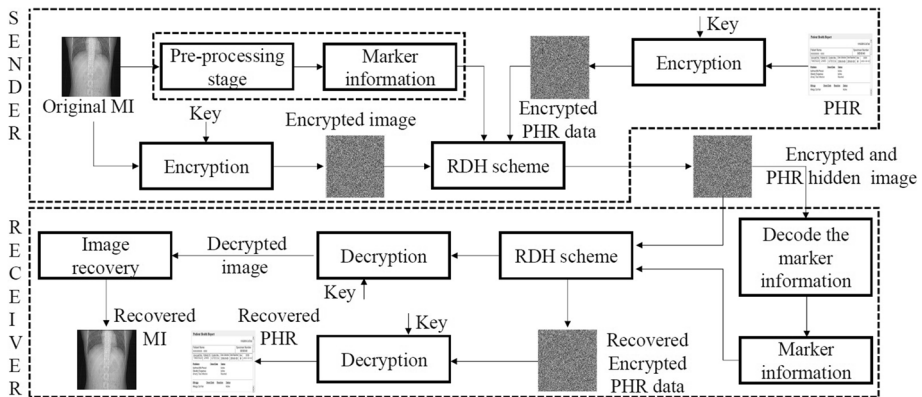 SENDER
Key
Pre-processing
stage
Marker
information
Encryption
Original MI
Key
Encrypted image
Encrypted
PHR data
PHR
Encryption
RDH scheme
Encrypted and
PHR hidden image
RECEIVER
Image
recovery
Decrypted
image
Decryption
Key
RDH scheme
Decode the
marker
information
Recovered
MI
Recovered
PHR
Key
Decryption
Recovered
Encrypted
PHR data
Marker
information